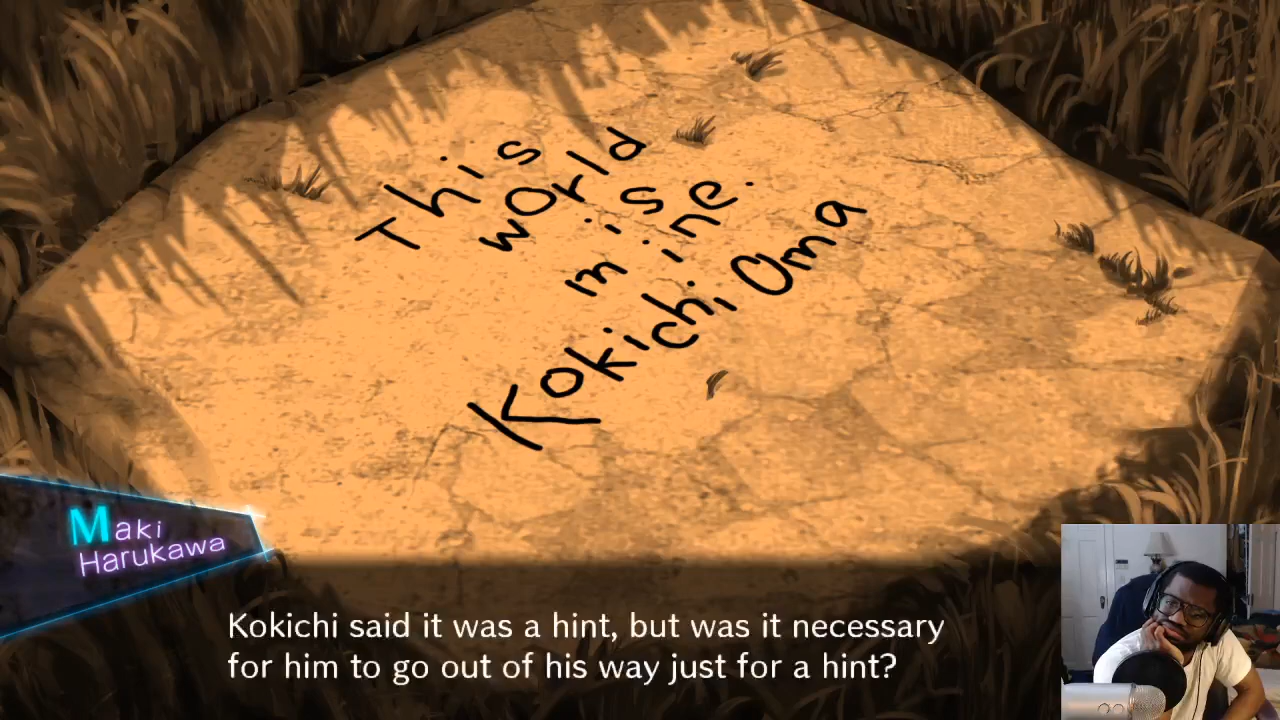 This
world
is
mine.
Kokichi Oma
Maki
Harukawa
Kokichi said it was a hint, but was it necessary
for him to go out of his way just for a hint?